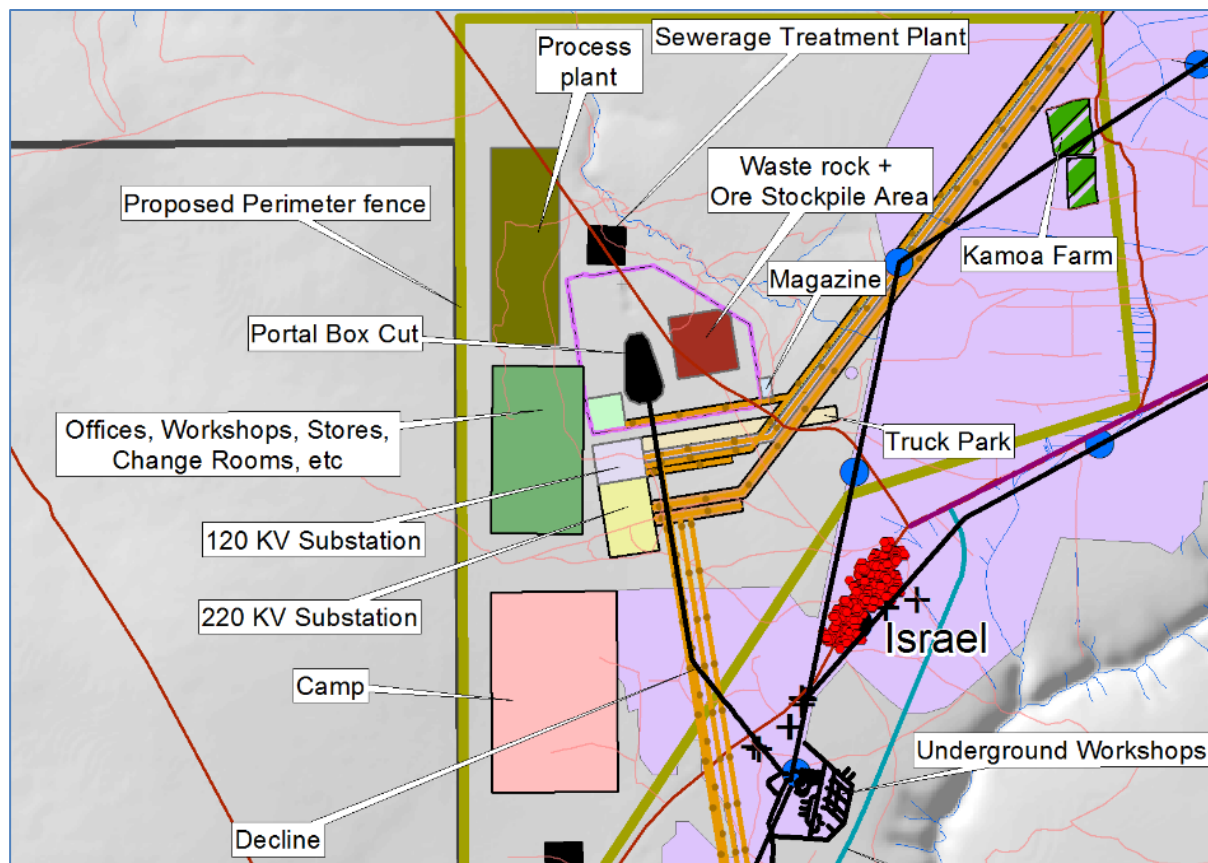 Sewerage Treatment Plant
Process
plant
Waste rock +
Ore Stockpile Area
Proposed Perimeter fence
Kamoa Farm
Magazine
Portal Box Cut
Offices, Workshops, Stores,
Change Rooms, etc
Truck Park
120 KV Substation
220 KV Substation
Israel
Camp
Underground Workshops
Decline